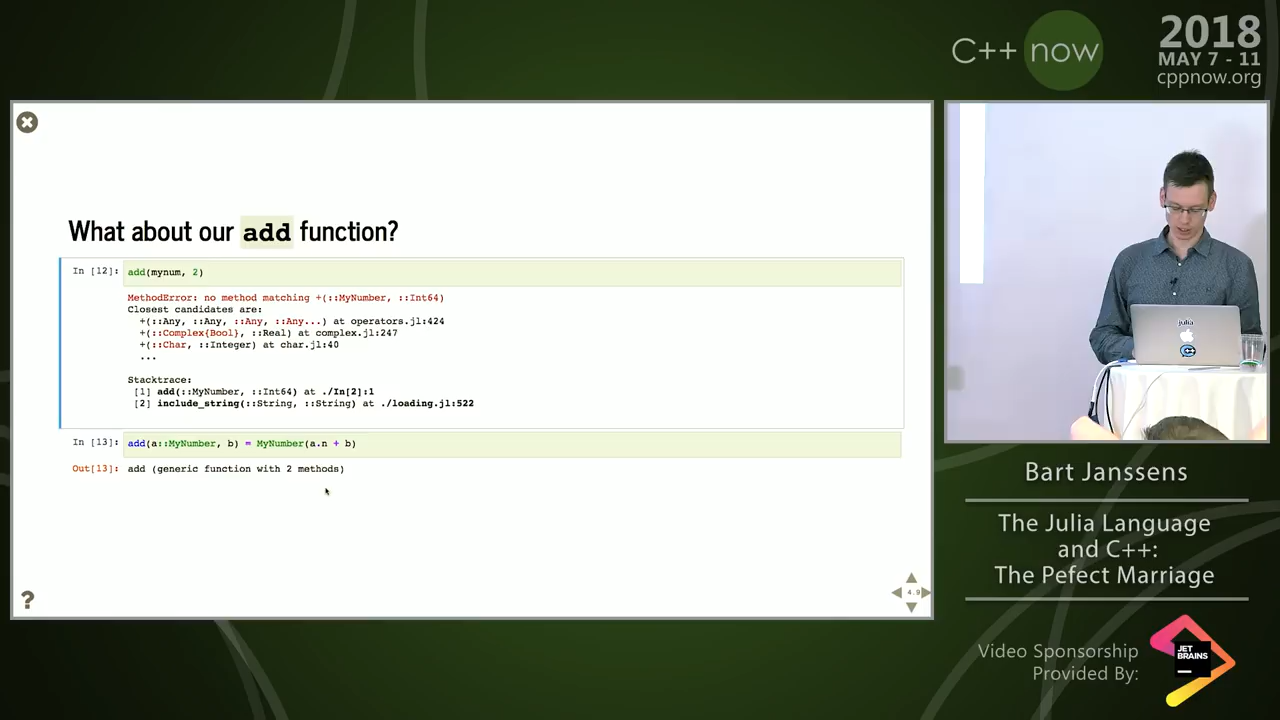 C++ now
2018
MAY 7 - 11
cppnow.org
What about our add function?
In [12]: add(mynum, 2)
MethodError: no method matching +(::MyNumber, ::Int64)
Closest candidates are:
+(::Any, ::Any, ::Any, ::Any...) at operators.jl:424
+(::Complex{Bool}, ::Real) at complex.jl:247
+(::Char, ::Integer) at char.jl:40
...
Stacktrace:
[1] add(::MyNumber, ::Int64) at ./In[2]:1
[2] include_string(::String, ::String) at ./loading.jl:522
In [13]: add(a::MyNumber, b) = MyNumber(a.n + b)
Out[13]: add (generic function with 2 methods)
?
4.9
julia
Bart Janssens
The Julia Language
and C++:
The Pefect Marriage
Video Sponsorship
Provided By:
JET
BRAINS